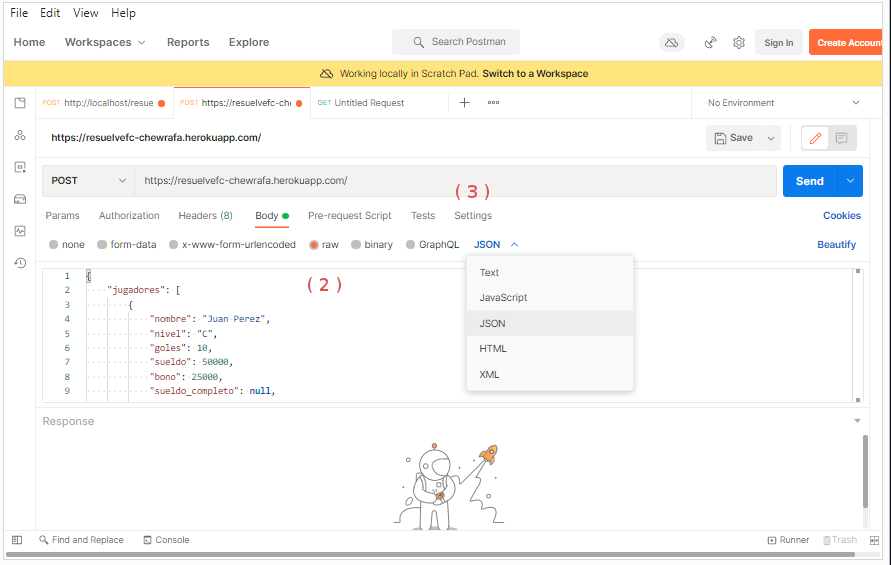 File Edit View Help
Home Workspaces Reports Explore Search Postman Sign In Create Account
Working locally in Scratch Pad. Switch to a Workspace
POST http://localhost/resue POST https://resuelvefc-che GET Untitled Request No Environment
https://resuelvefc-chewrafa.herokuapp.com/ Save
POST https://resuelvefc-chewrafa.herokuapp.com/ Send
(3)
Params Authorization Headers (8) Body Pre-request Script Tests Settings Cookies
none form-data x-www-form-urlencoded raw binary GraphQL JSON Beautify
Text
JavaScript
JSON
HTML
XML
(2)
1 {
2 "jugadores": [
3 {
4 "nombre": "Juan Perez",
5 "nivel": "C",
6 "goles": 10,
7 "sueldo": 50000,
8 "bono": 25000,
9 "sueldo_completo": null,
Response
Find and Replace Console Runner Trash